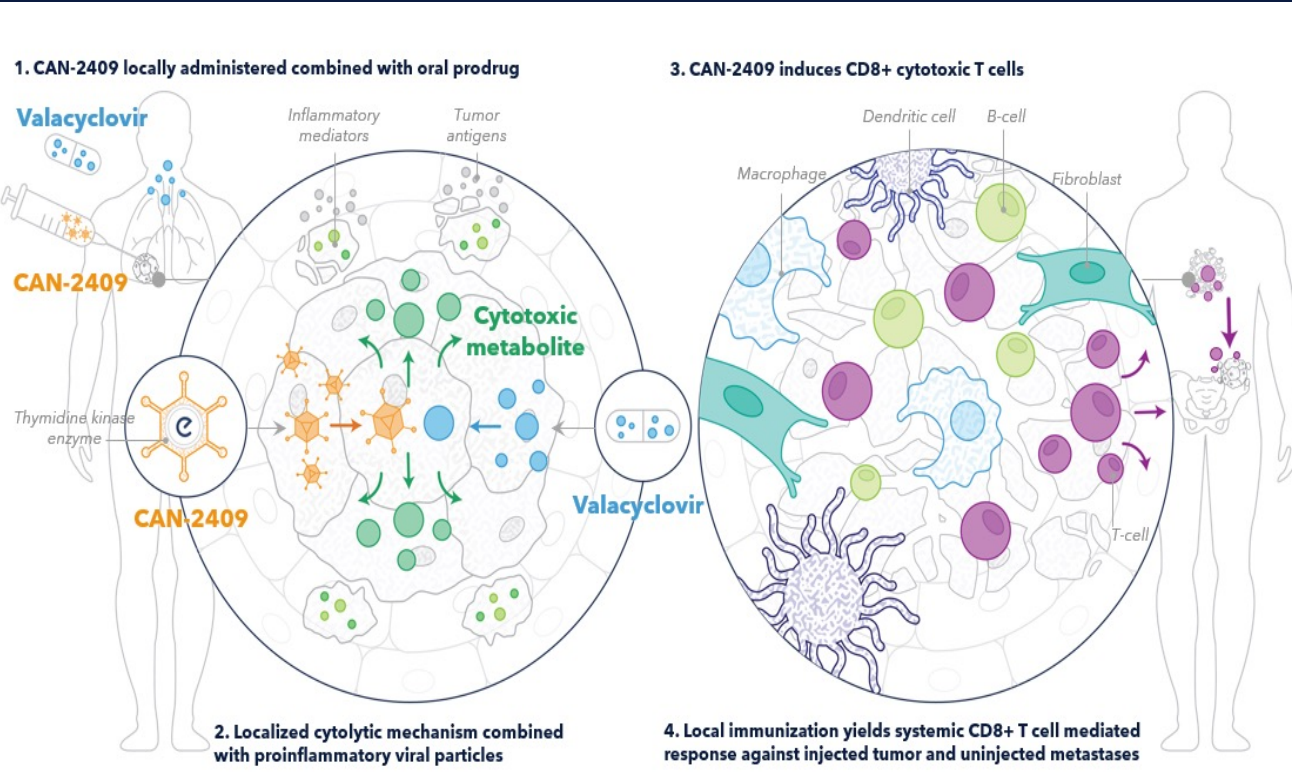 1. CAN-2409 locally administered combined with oral prodrug
Valacyclovir
Inflammatory
mediators
Tumor
antigens
CAN-2409
Cytotoxic
metabolite
Thymidine kinase
enzyme
e
CAN-2409
Valacyclovir
2. Localized cytolytic mechanism combined
with proinflammatory viral particles
3. CAN-2409 induces CD8+ cytotoxic T cells
Dendritic cell
B-cell
Macrophage
Fibroblast
T-cell
4. Local immunization yields systemic CD8+ T cell mediated
response against injected tumor and uninjected metastases